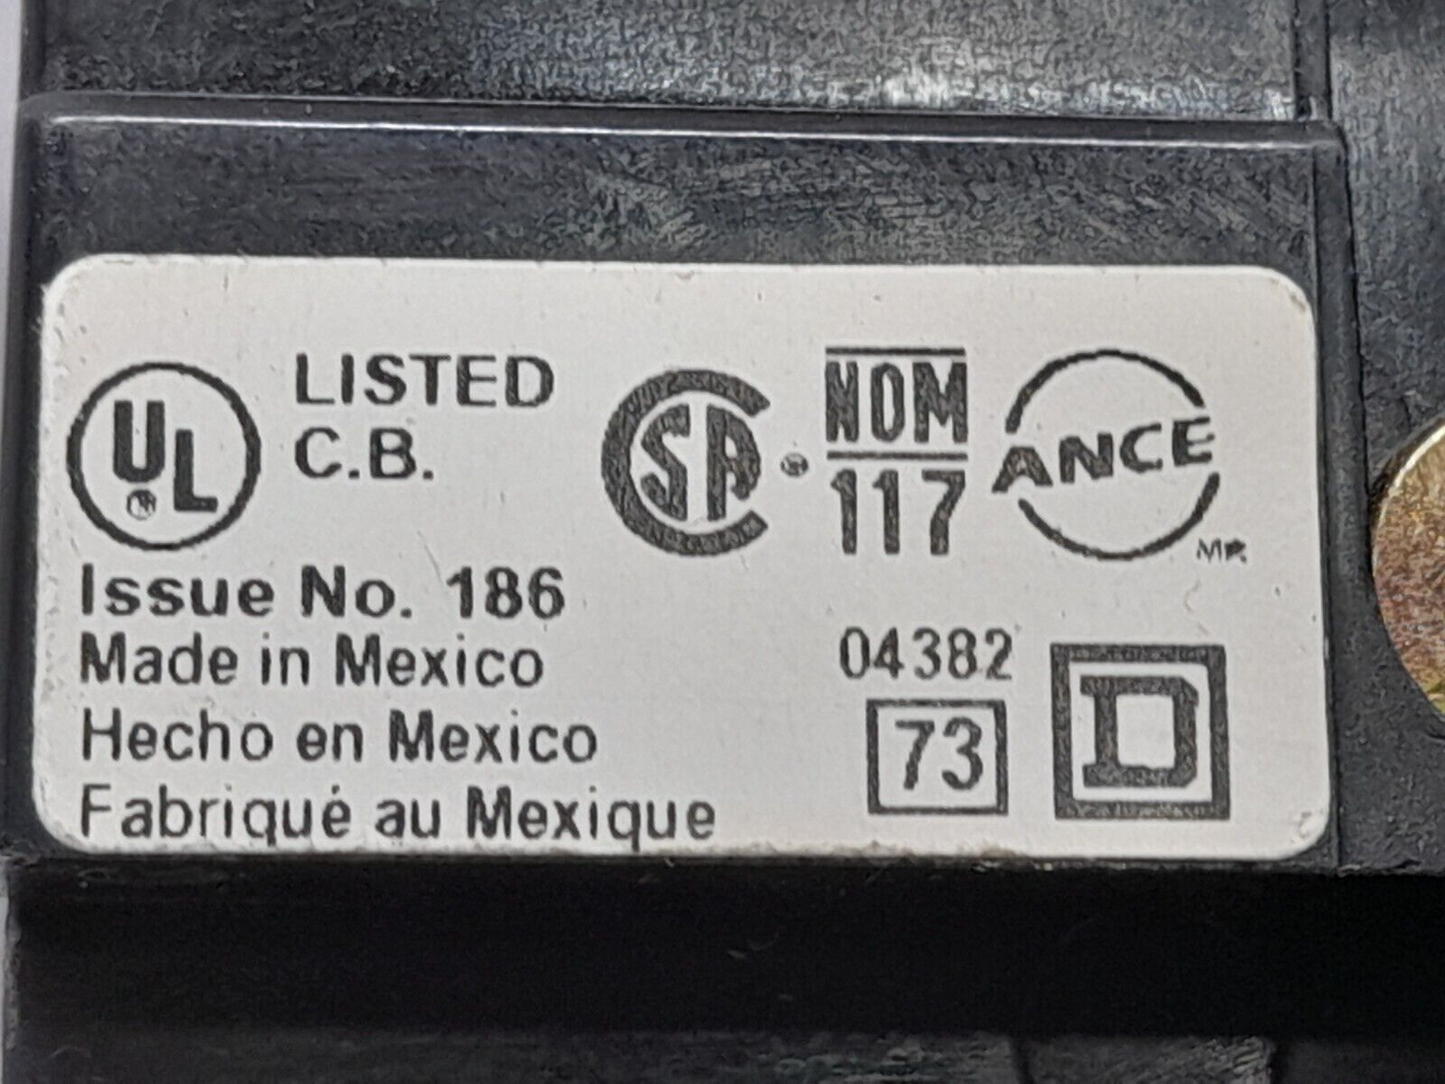 UL
LISTED
C.B.
SA
NOM
117
ANCE
MR
Issue No. 186
Made in Mexico
Hecho en Mexico
Fabriqué au Mexique
04382
73
D